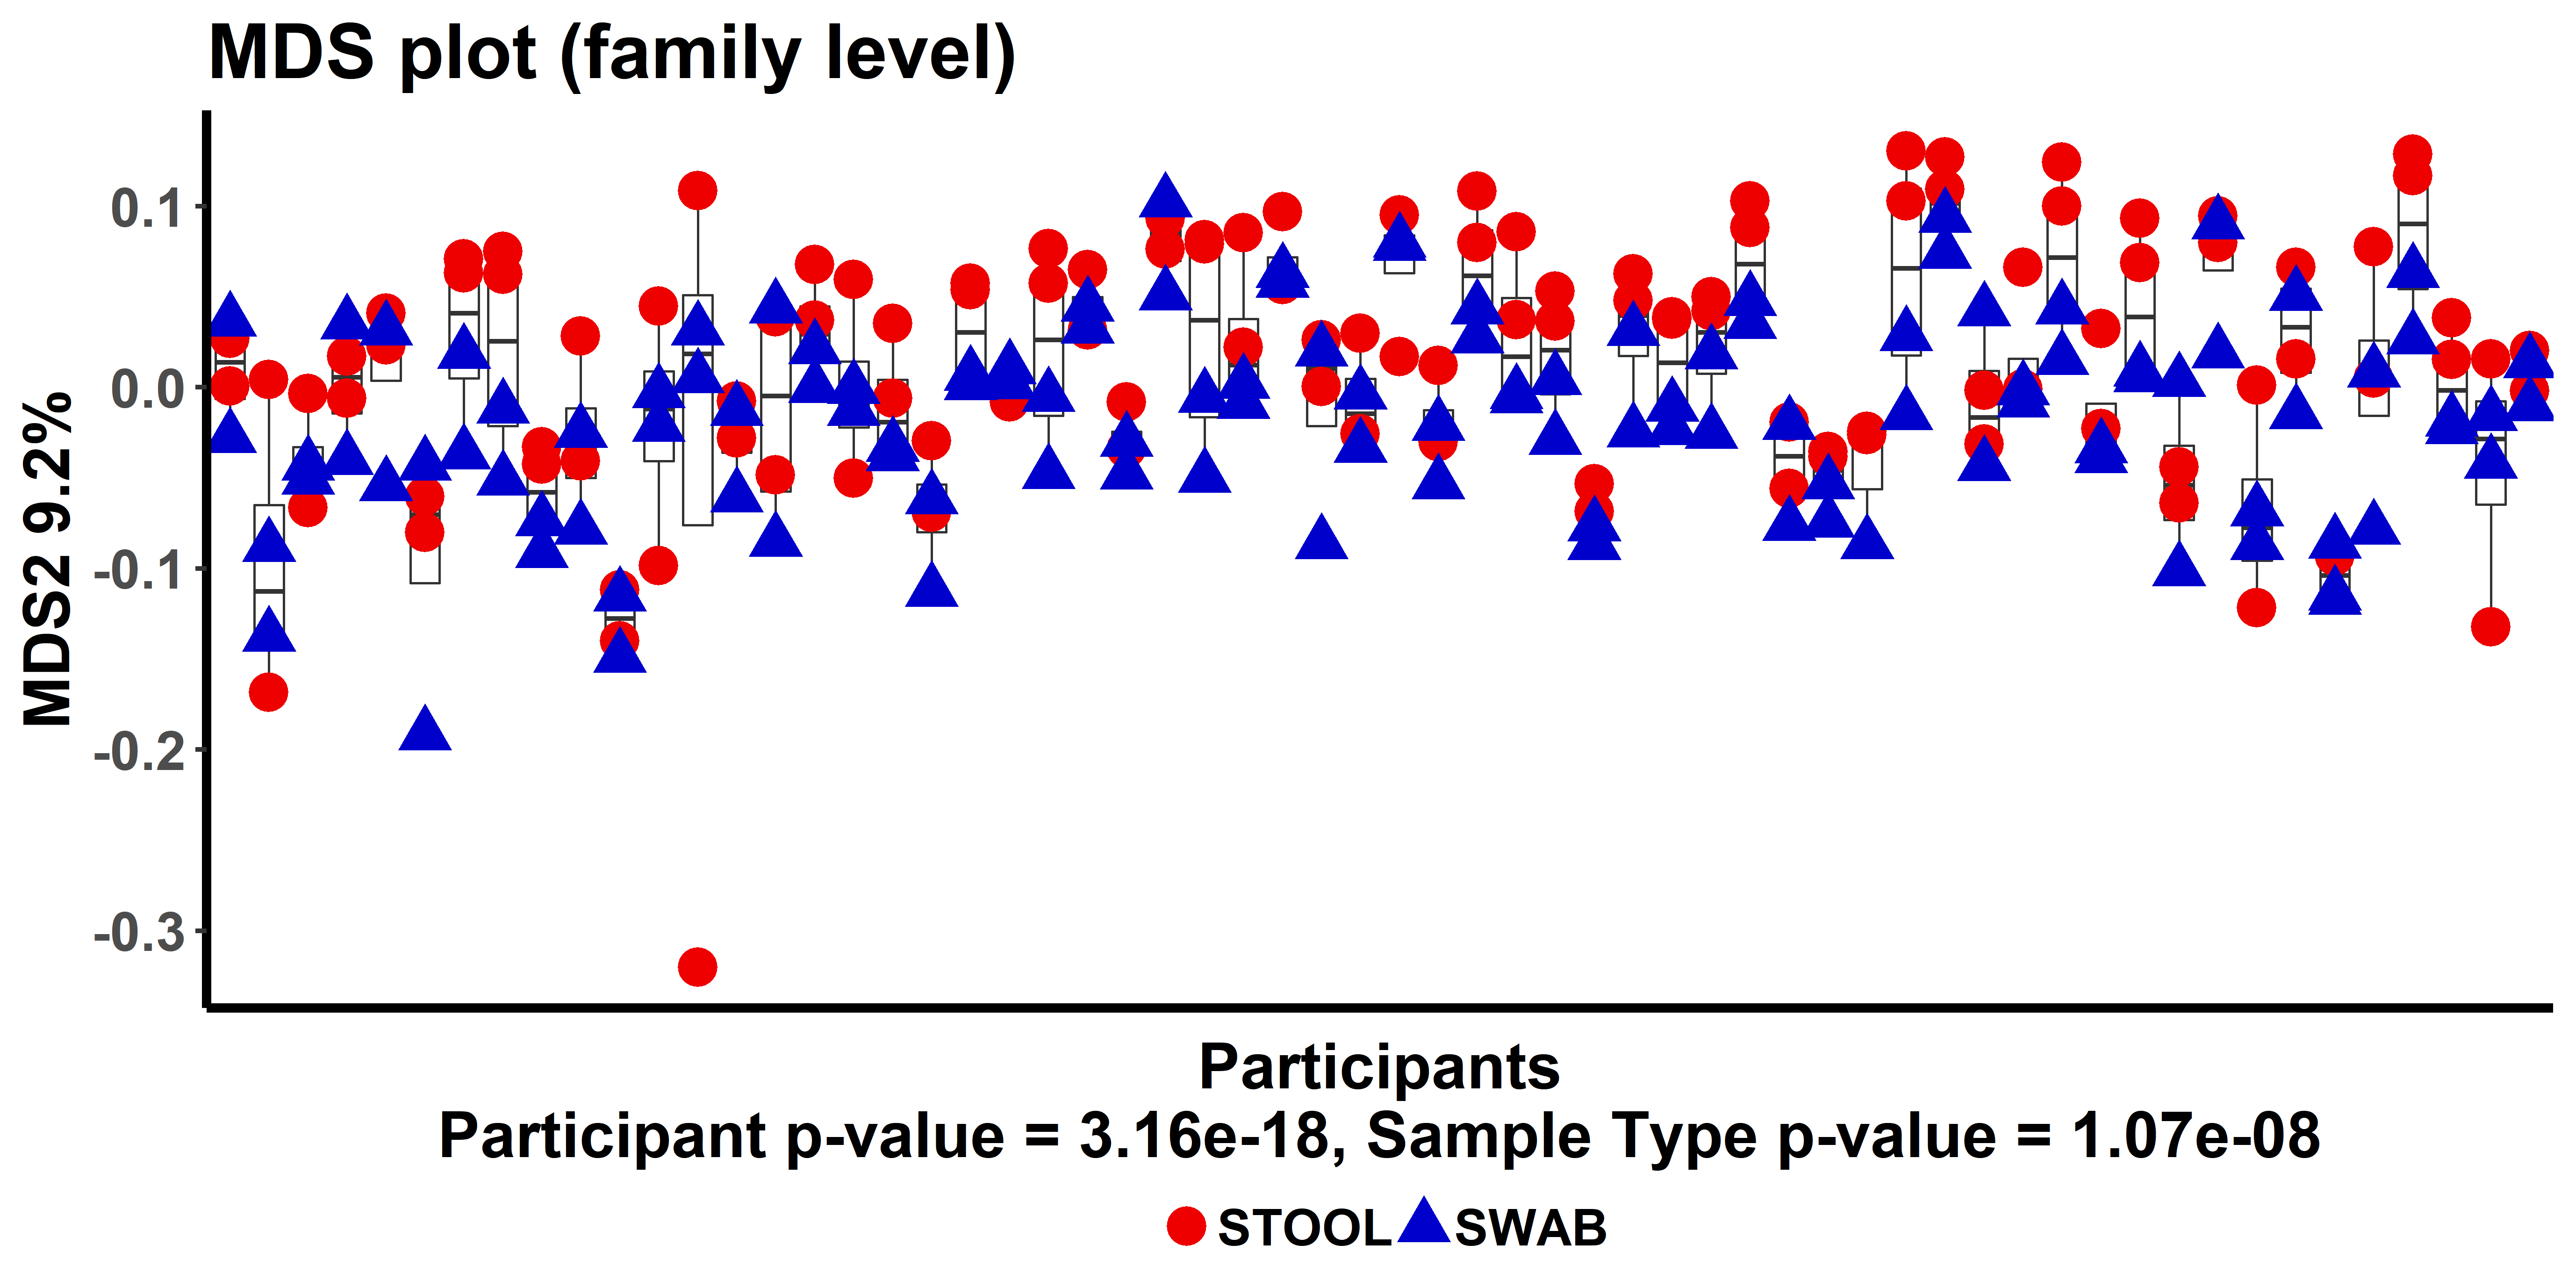 MDS plot (family level)
MDS2 9.2%
0.1
0.0
-0.1
-0.2
-0.3
Participants
Participant p-value = 3.16e-18, Sample Type p-value = 1.07e-08
STOOL SWAB